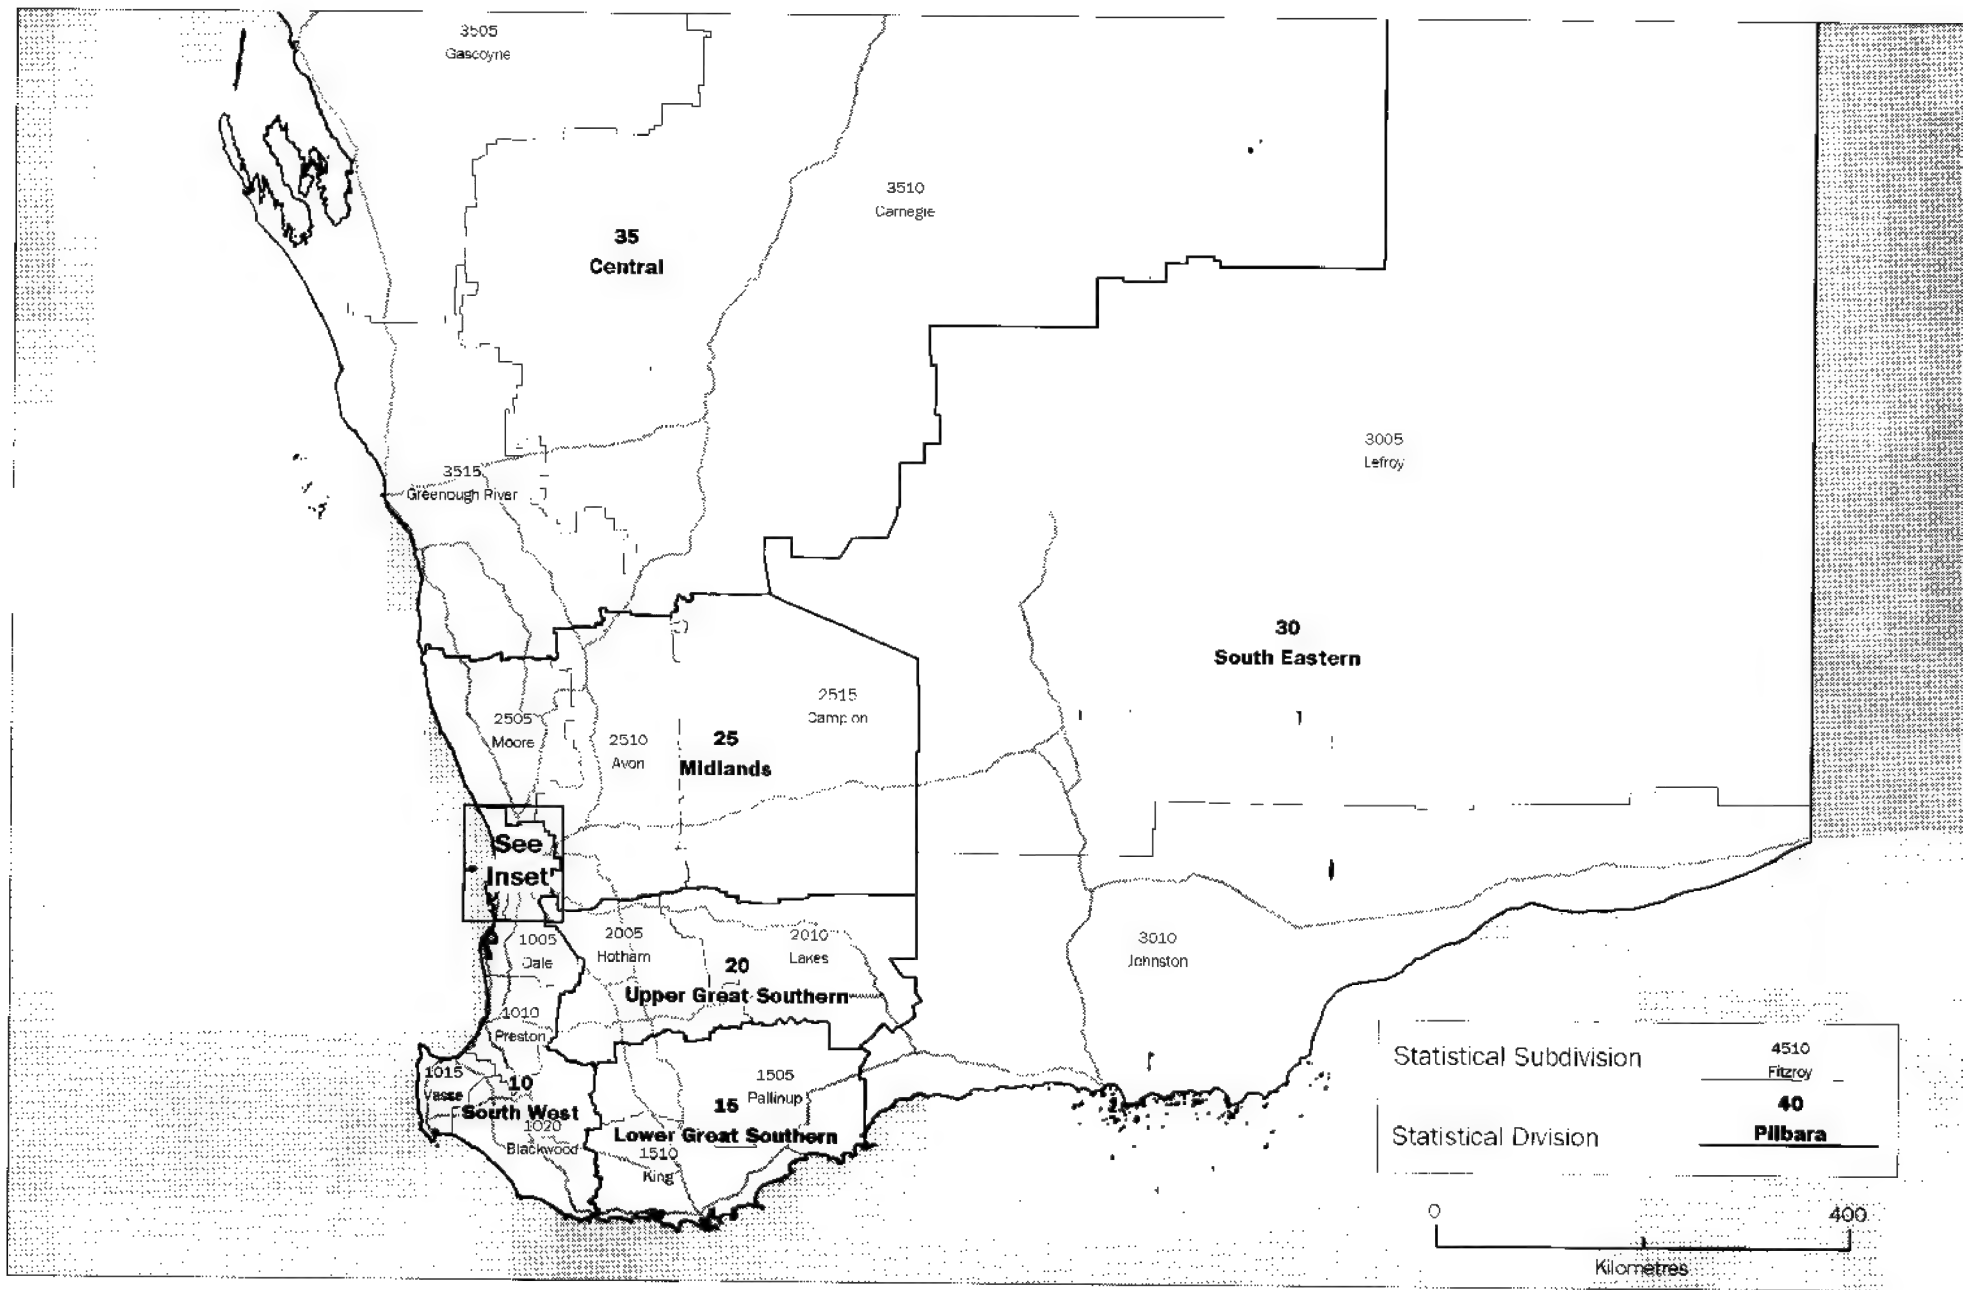 3505
Gascoyne
3510
Carnegie
35
Central
3005
Lefroy
3515
Greenough River
30
South Eastern
2515
Campion
2505
Moore
2510
Avon
25
Midlands
See
Inset
1005
Dale
2005
Hotham
2010
Lakes
3010
Johnston
20
Upper Great Southern
1010
Preston
1015
Vasse
10
South West
1020
Blackwood
1505
Pallinup
15
Lower Great Southern
1510
King
Statistical Subdivision
4510
Fitzroy
40
Statistical Division
Pilbara
0
400
Kilometres